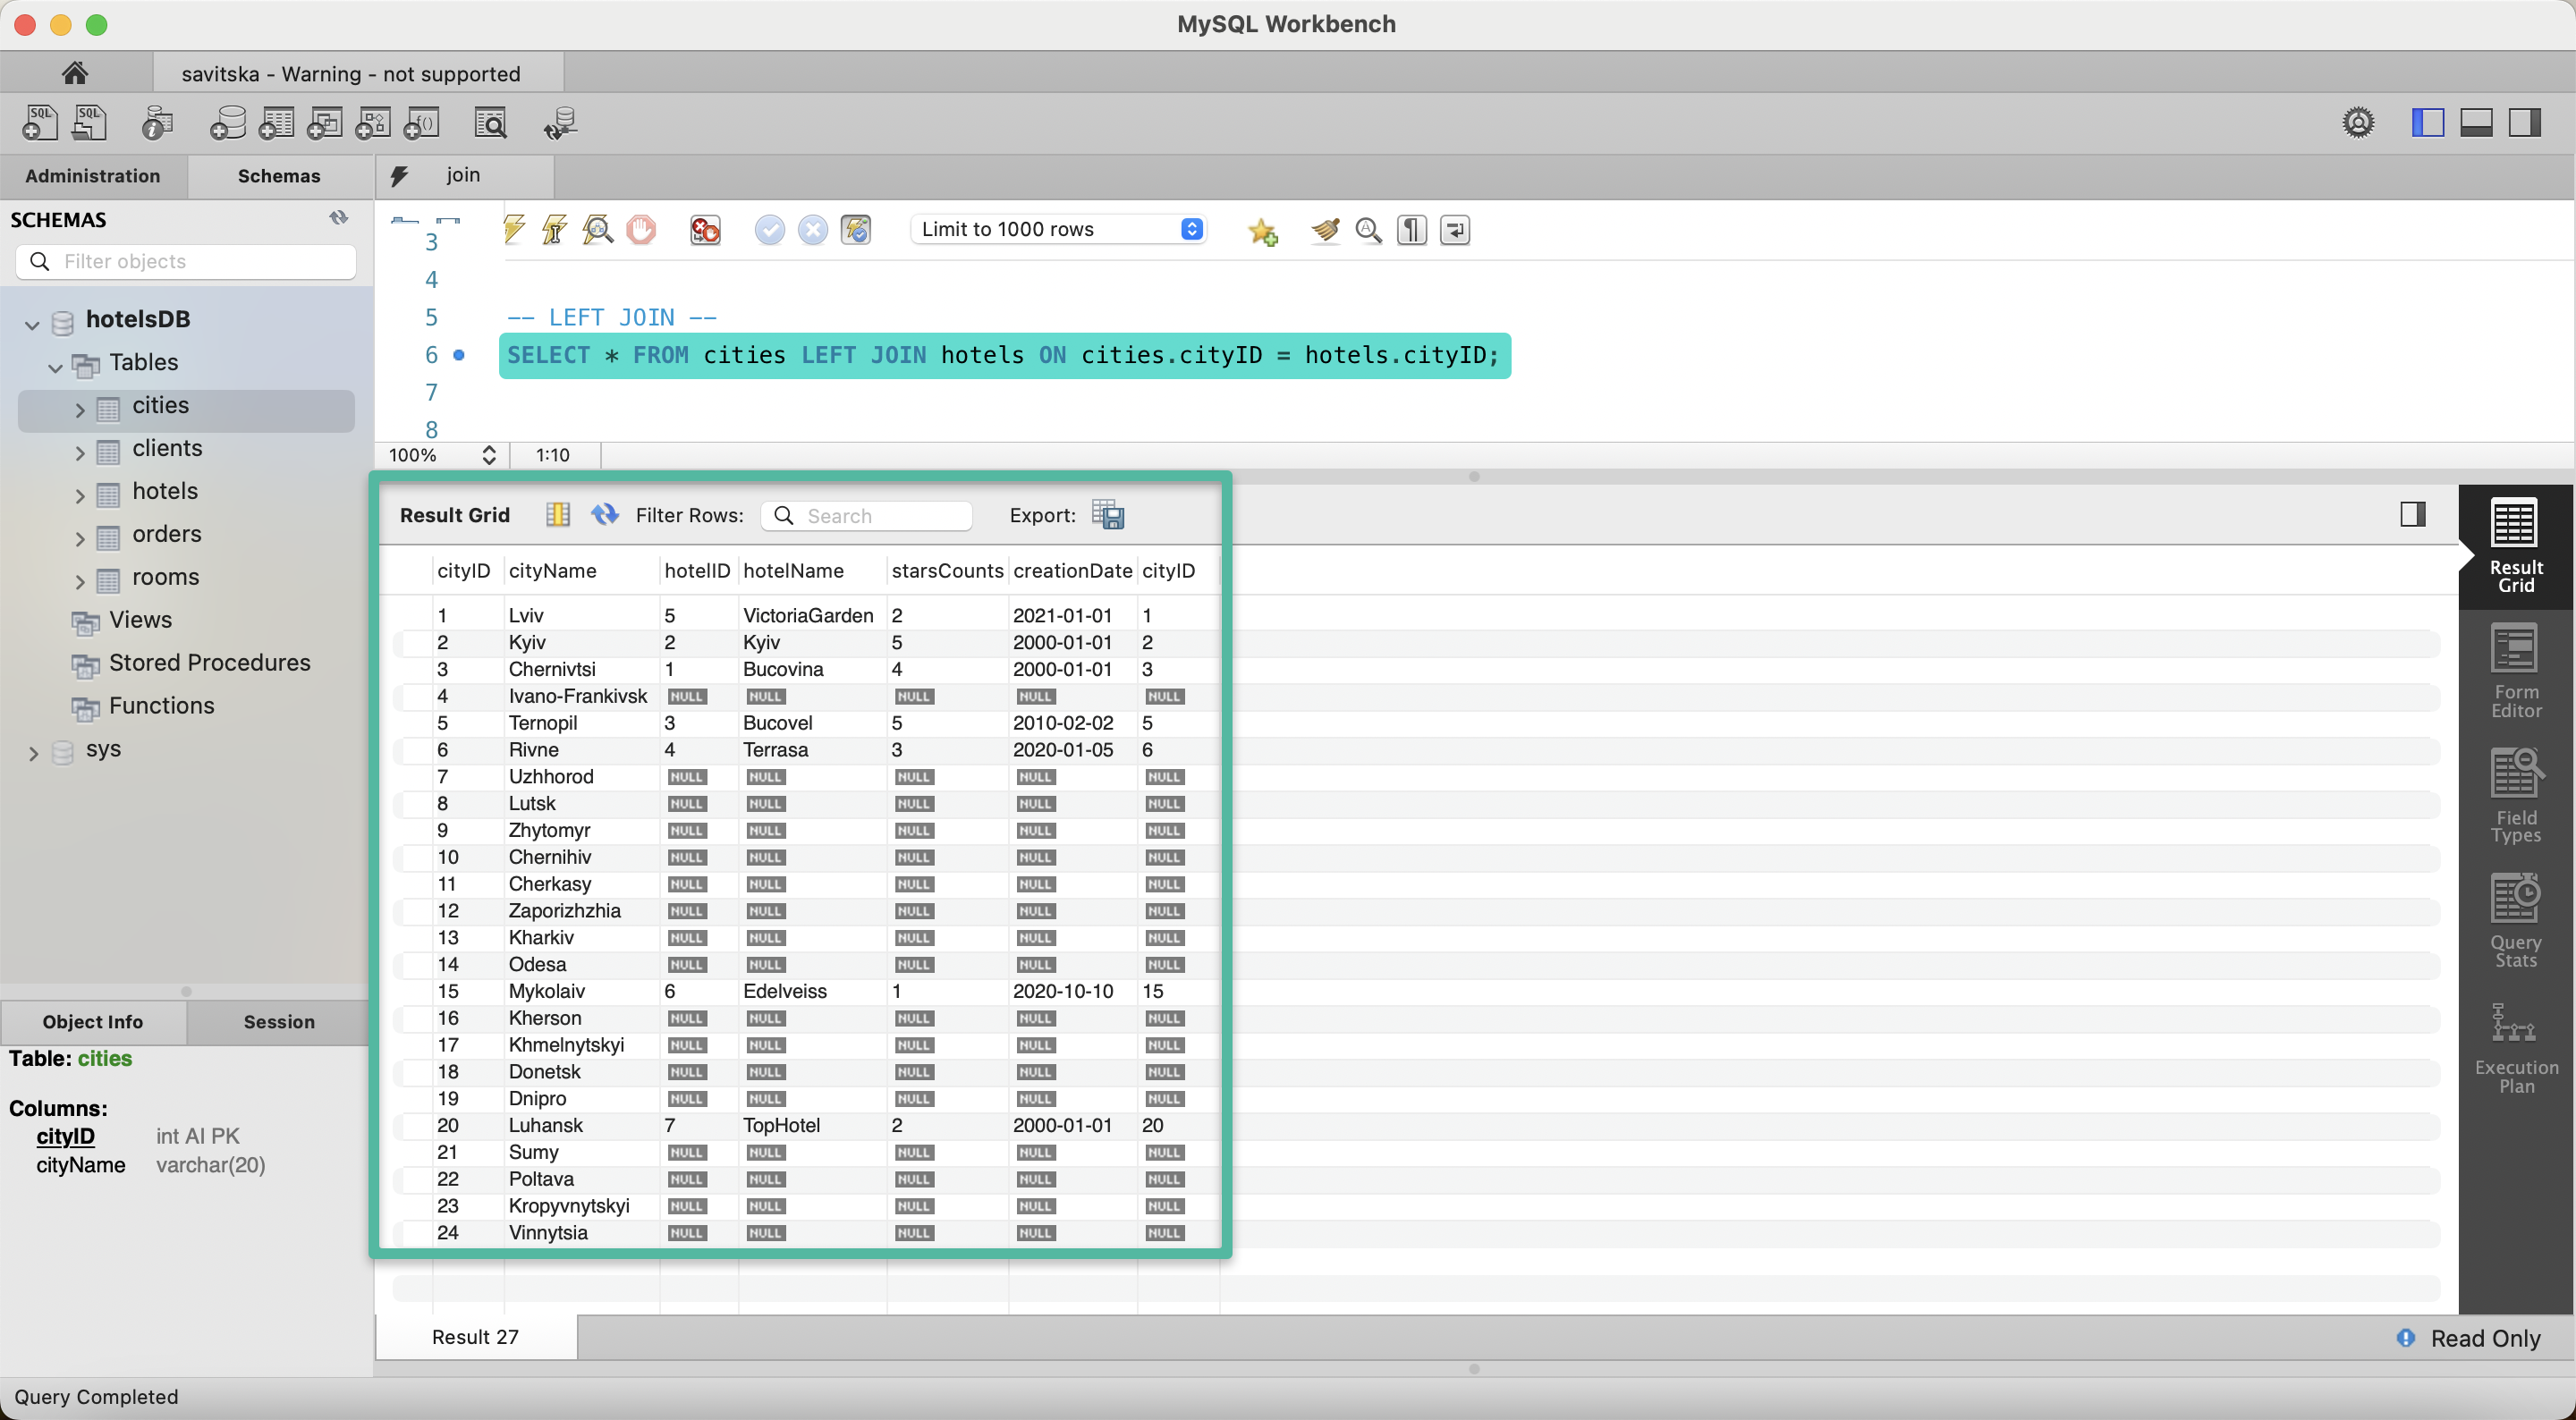 MySQL Workbench
savitska - Warning - not supported
SQL SQL
Administration Schemas join
SCHEMAS
Filter objects
hotelsDB
Tables
cities
clients
hotels
orders
rooms
Views
Stored Procedures
Functions
sys
Object Info Session
Table: cities
Columns:
cityID int AI PK
cityName varchar(20)
Limit to 1000 rows
3
4
5 -- LEFT JOIN --
6 SELECT * FROM cities LEFT JOIN hotels ON cities.cityID = hotels.cityID;
7
8
100% 1:10
Result Grid Filter Rows: Search Export:
cityID cityName hotelID hotelName starsCounts creationDate cityID
1 Lviv 5 VictoriaGarden 2 2021-01-01 1
2 Kyiv 2 Kyiv 5 2000-01-01 2
3 Chernivtsi 1 Bucovina 4 2000-01-01 3
4 Ivano-Frankivsk NULL NULL NULL NULL NULL
5 Ternopil 3 Bucovel 5 2010-02-02 5
6 Rivne 4 Terrasa 3 2020-01-05 6
7 Uzhhorod NULL NULL NULL NULL NULL
8 Lutsk NULL NULL NULL NULL NULL
9 Zhytomyr NULL NULL NULL NULL NULL
10 Chernihiv NULL NULL NULL NULL NULL
11 Cherkasy NULL NULL NULL NULL NULL
12 Zaporizhzhia NULL NULL NULL NULL NULL
13 Kharkiv NULL NULL NULL NULL NULL
14 Odesa NULL NULL NULL NULL NULL
15 Mykolaiv 6 Edelveiss 1 2020-10-10 15
16 Kherson NULL NULL NULL NULL NULL
17 Khmelnytskyi NULL NULL NULL NULL NULL
18 Donetsk NULL NULL NULL NULL NULL
19 Dnipro NULL NULL NULL NULL NULL
20 Luhansk 7 TopHotel 2 2000-01-01 20
21 Sumy NULL NULL NULL NULL NULL
22 Poltava NULL NULL NULL NULL NULL
23 Kropyvnytskyi NULL NULL NULL NULL NULL
24 Vinnytsia NULL NULL NULL NULL NULL
Result
Grid
Form
Editor
Field
Types
Query
Stats
Execution
Plan
Result 27
Read Only
Query Completed